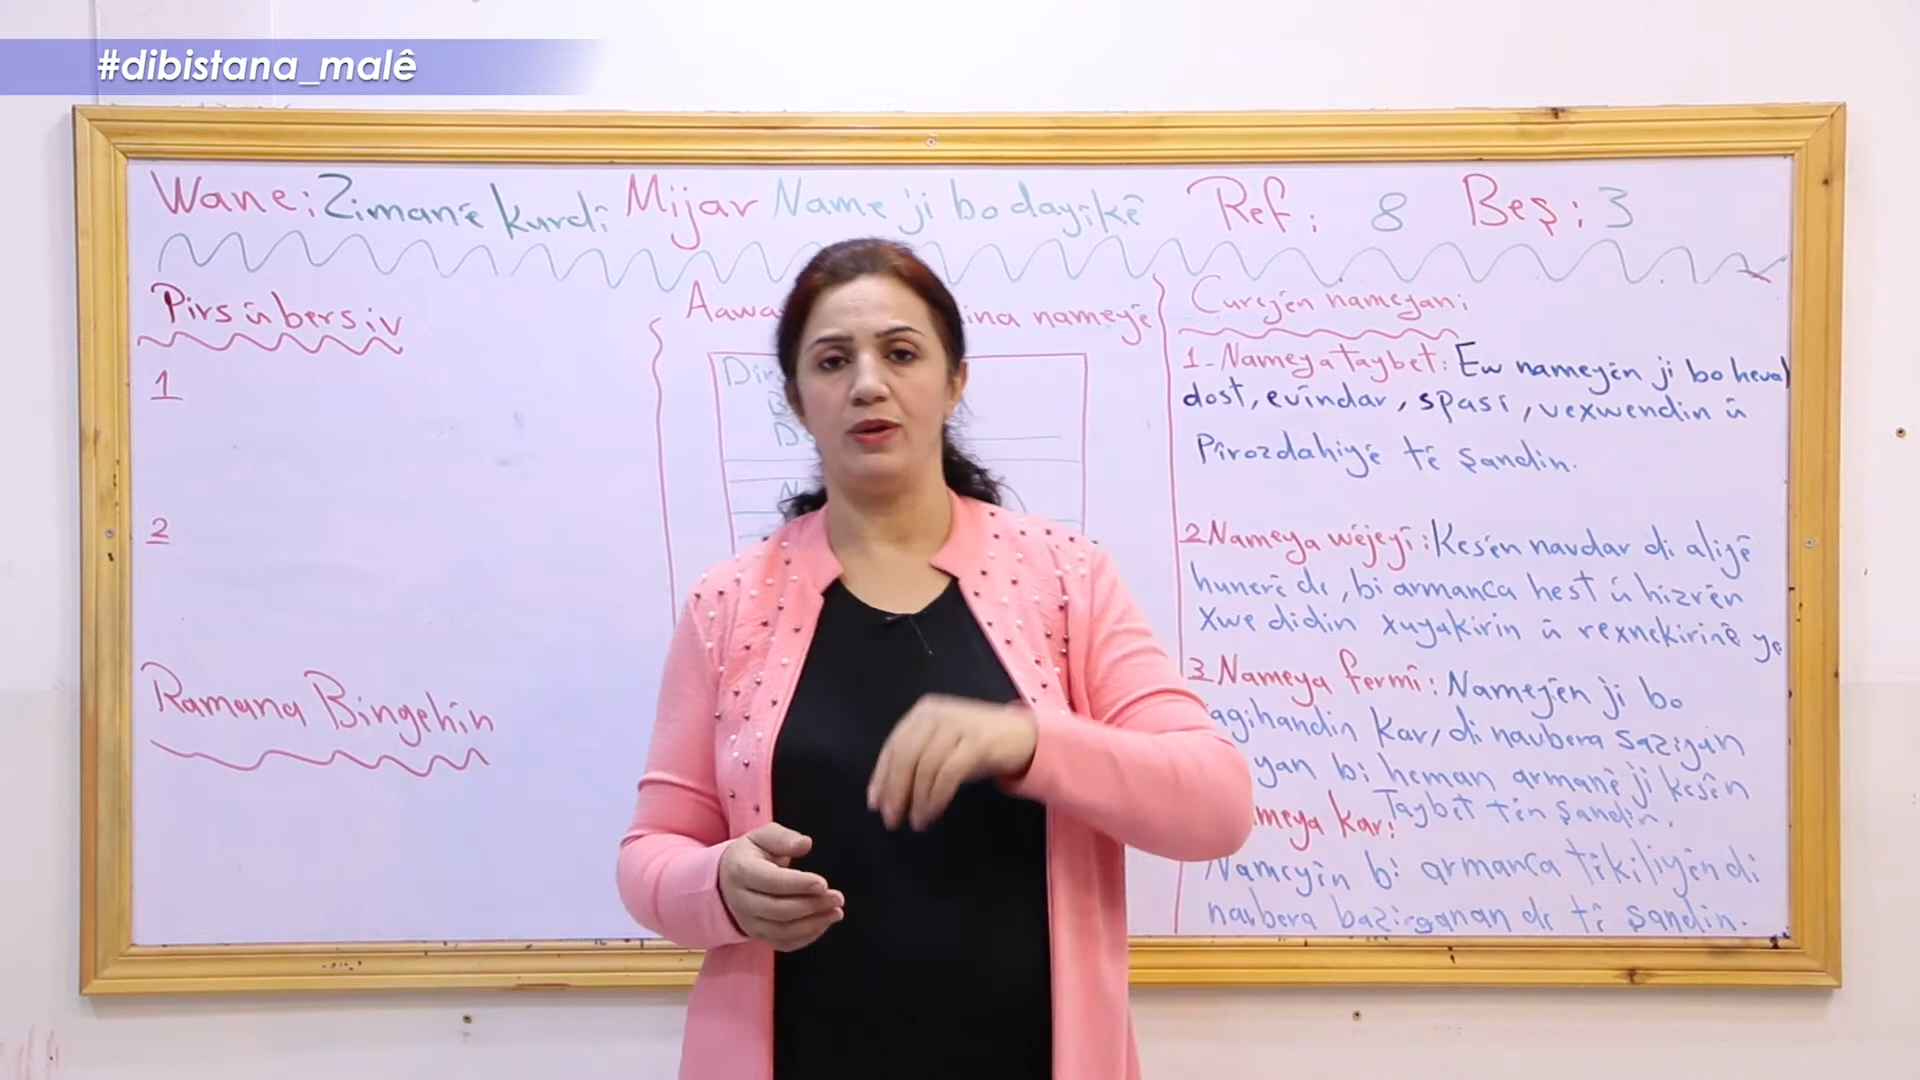 #dibistana_malê
Wane: Zimanê kurdî Mijar Name ji bo dayîkê Ref: 8 Beş: 3
Pirs û bersiv
1
2
Ramana Bingehîn
nameyê
Cureyên nameyan:
1- Nameya taybet: Ew nameyên ji bo heval
dost, evîndar, spasî, vexwendin û
Pîrozdahiyê tê şandin.
2 Nameya wêjeyî: Kesên navdar di aliyê
hunerê de, bi armanca hest û hizrên
xwe didin xuyakirin û rexnekirinê ye
3 Nameya fermî: Nameyên ji bo
kar, di navbera saziyan
yan bi heman armanê ji kesên
Taybet tên şandin.
kar:
Nameyên bi armanca têkiliyên di
navbera bazirganan de tê şandin.